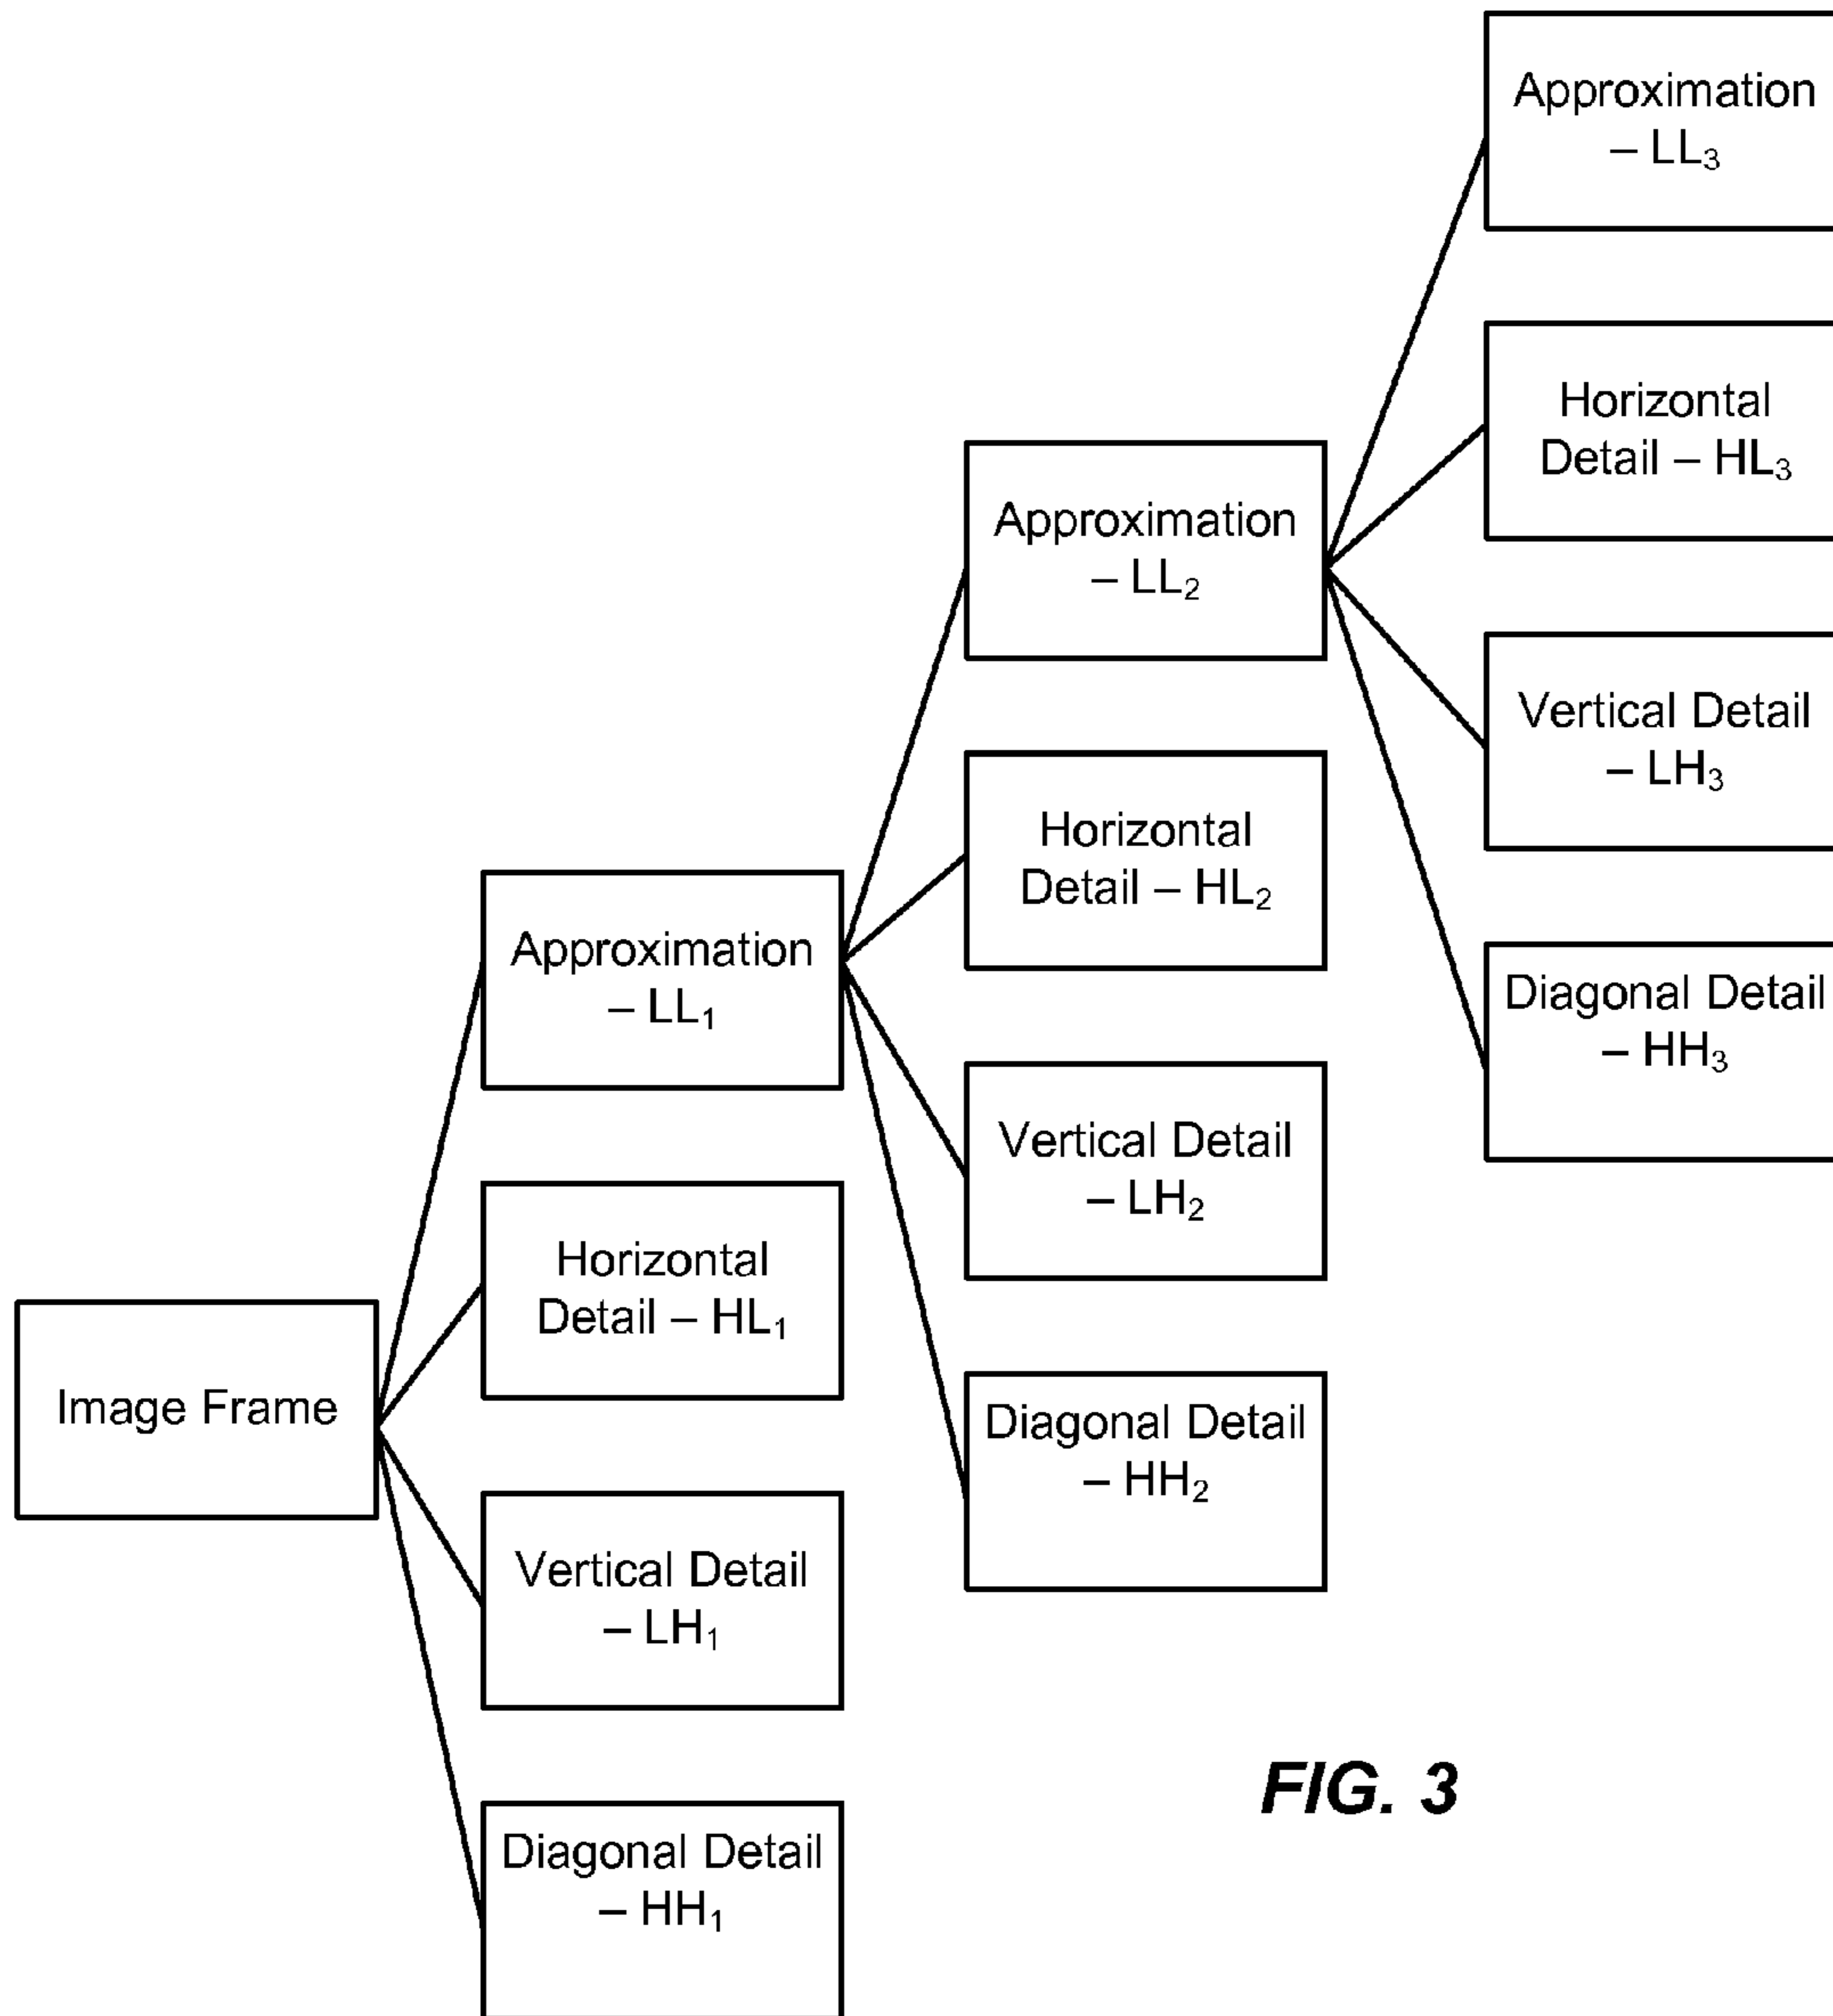 Image Frame
Approximation
– LL₁
Horizontal
Detail – HL₁
Vertical Detail
– LH₁
Diagonal Detail
– HH₁
Approximation
– LL₂
Horizontal
Detail – HL₂
Vertical Detail
– LH₂
Diagonal Detail
– HH₂
Approximation
– LL₃
Horizontal
Detail – HL₃
Vertical Detail
– LH₃
Diagonal Detail
– HH₃
FIG. 3